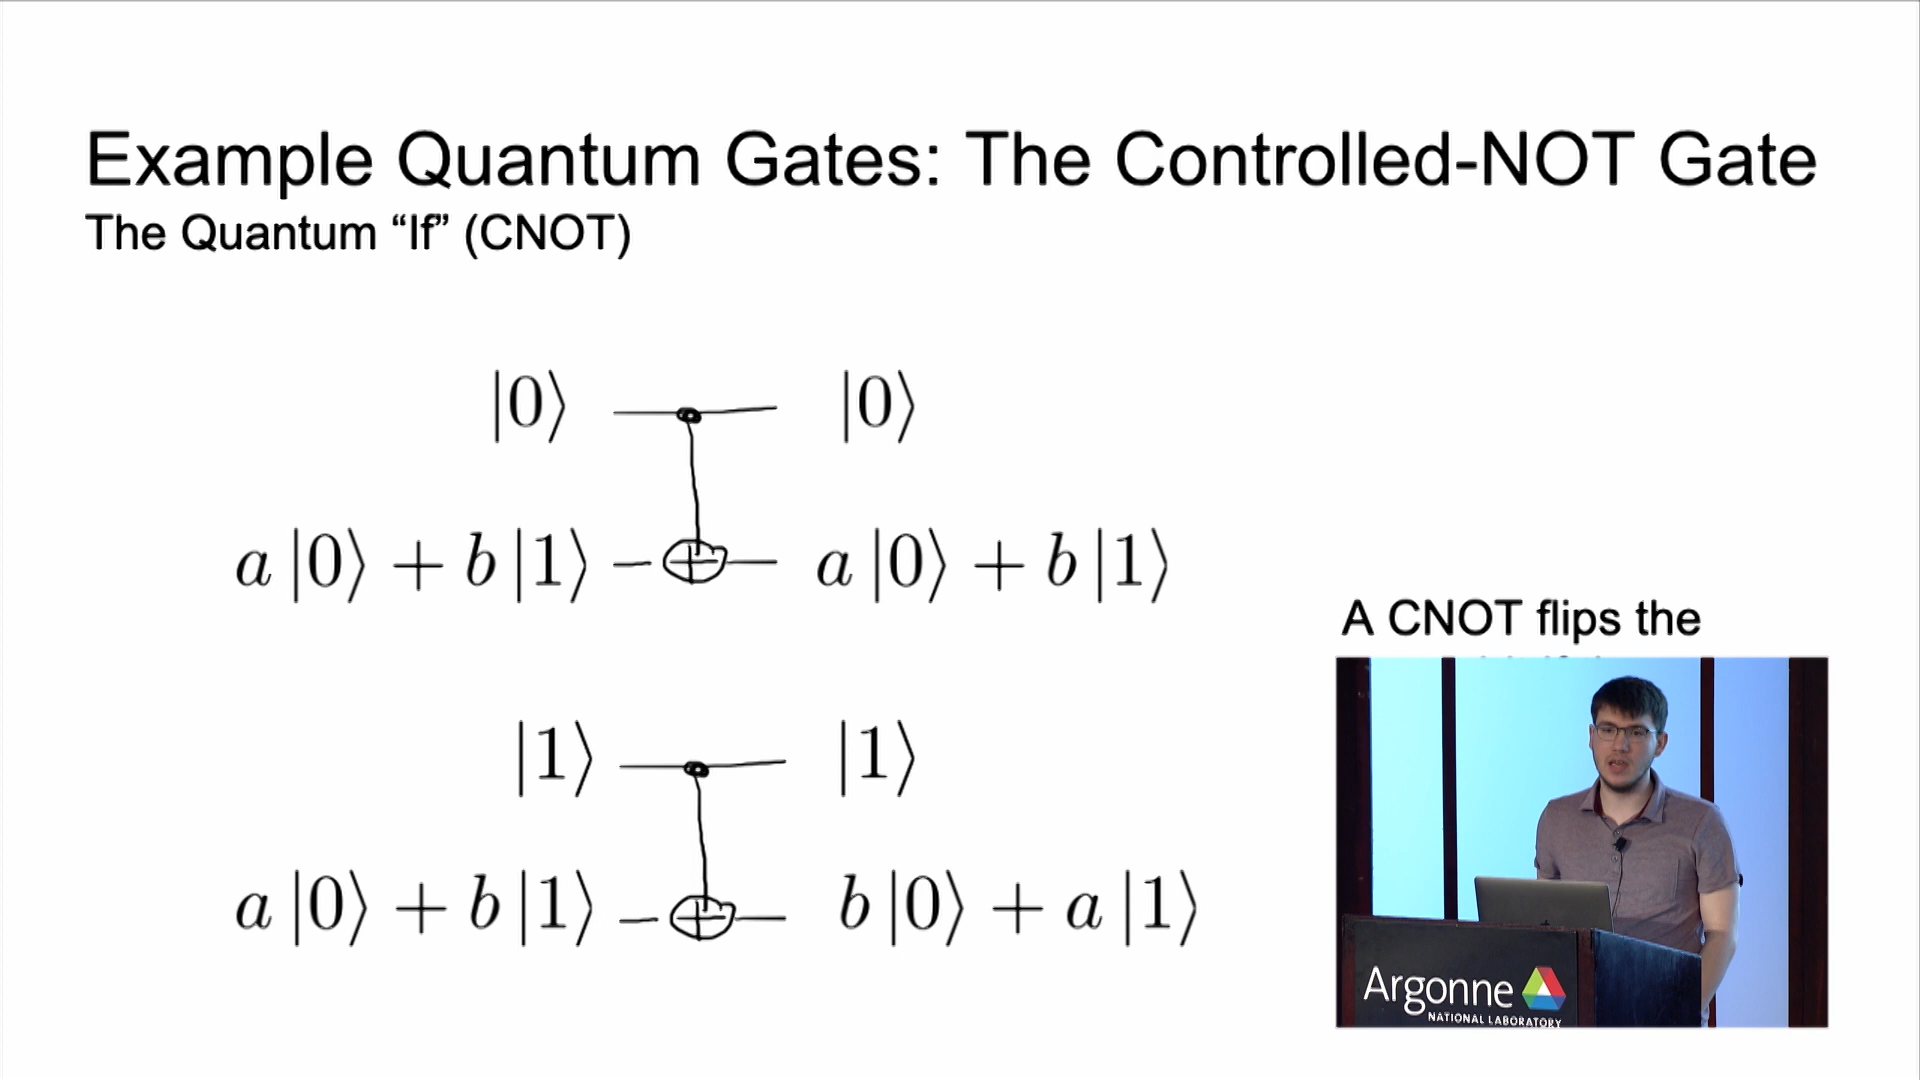 Example Quantum Gates: The Controlled-NOT Gate
The Quantum “If” (CNOT)
|0⟩ |0⟩
a|0⟩ + b|1⟩ a|0⟩ + b|1⟩
A CNOT flips the
|1⟩ |1⟩
a|0⟩ + b|1⟩ b|0⟩ + a|1⟩
Argonne
NATIONAL LABORATORY